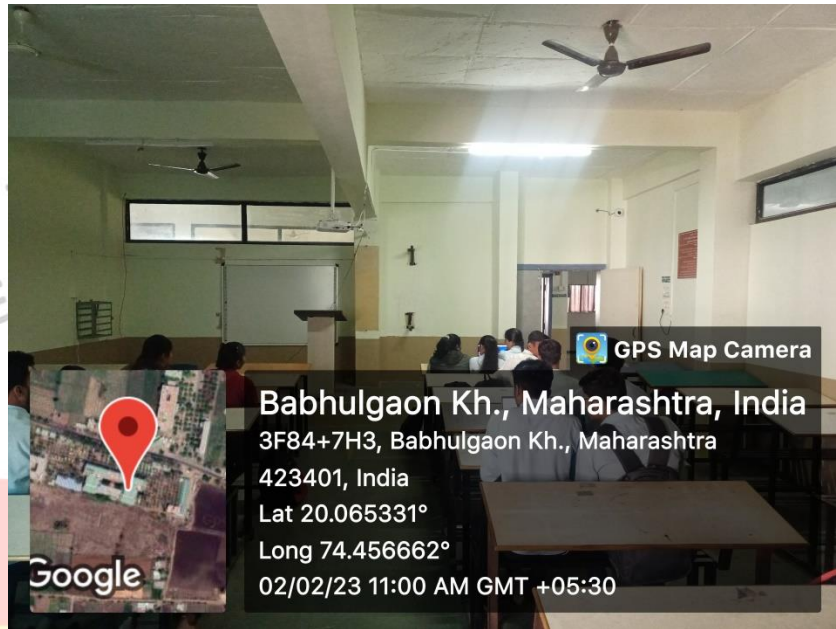 GPS Map Camera
Babhulgaon Kh., Maharashtra, India
3F84+7H3, Babhulgaon Kh., Maharashtra
423401, India
Lat 20.065331°
Long 74.456662°
02/02/23 11:00 AM GMT +05:30
Google